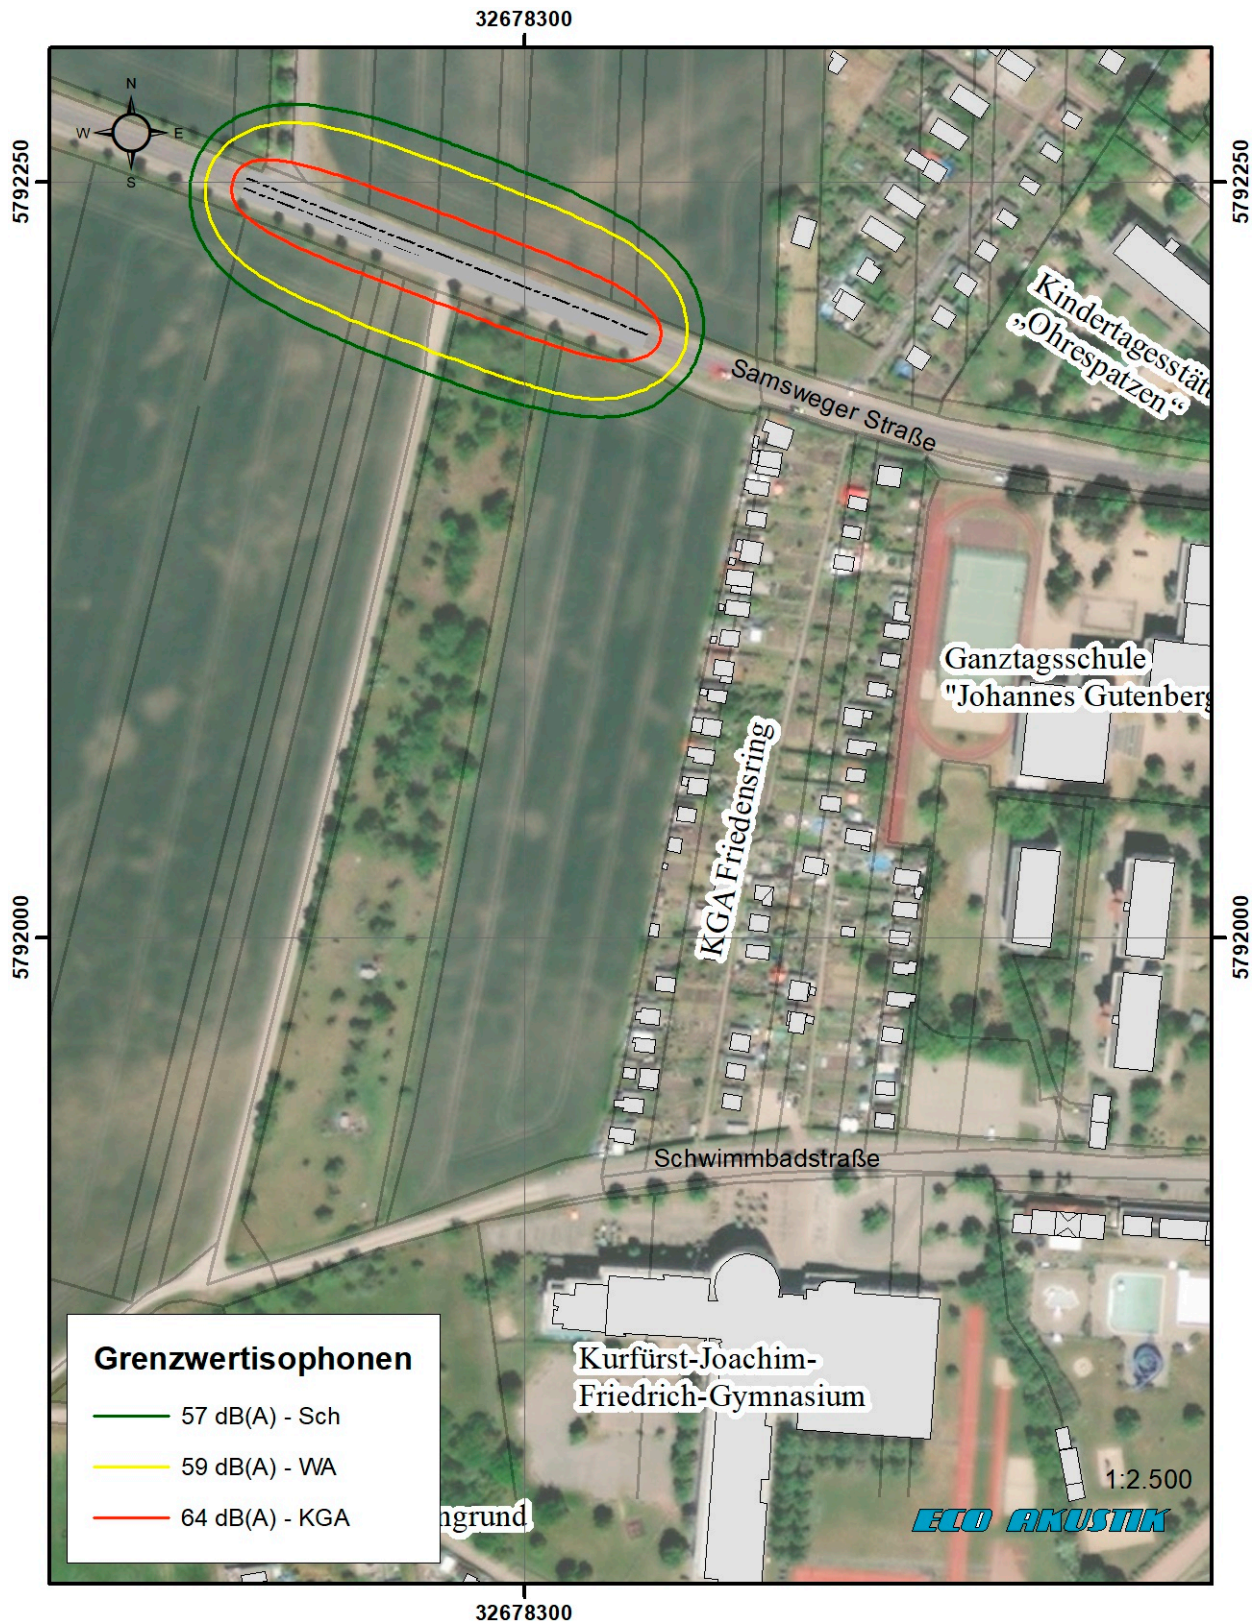 32678300
N
W E
S
5792250
5792250
Kindertagesstätt
„Ohrespatzen“
Samsweger Straße
Ganztagsschule
"Johannes Gutenberg
KGA Friedensring
5792000
5792000
Schwimmbadstraße
Kurfürst-Joachim-
Friedrich-Gymnasium
Grenzwertisophonen
57 dB(A) - Sch
59 dB(A) - WA
64 dB(A) - KGA
ngrund
1:2.500
ECO AKUSTIK
32678300